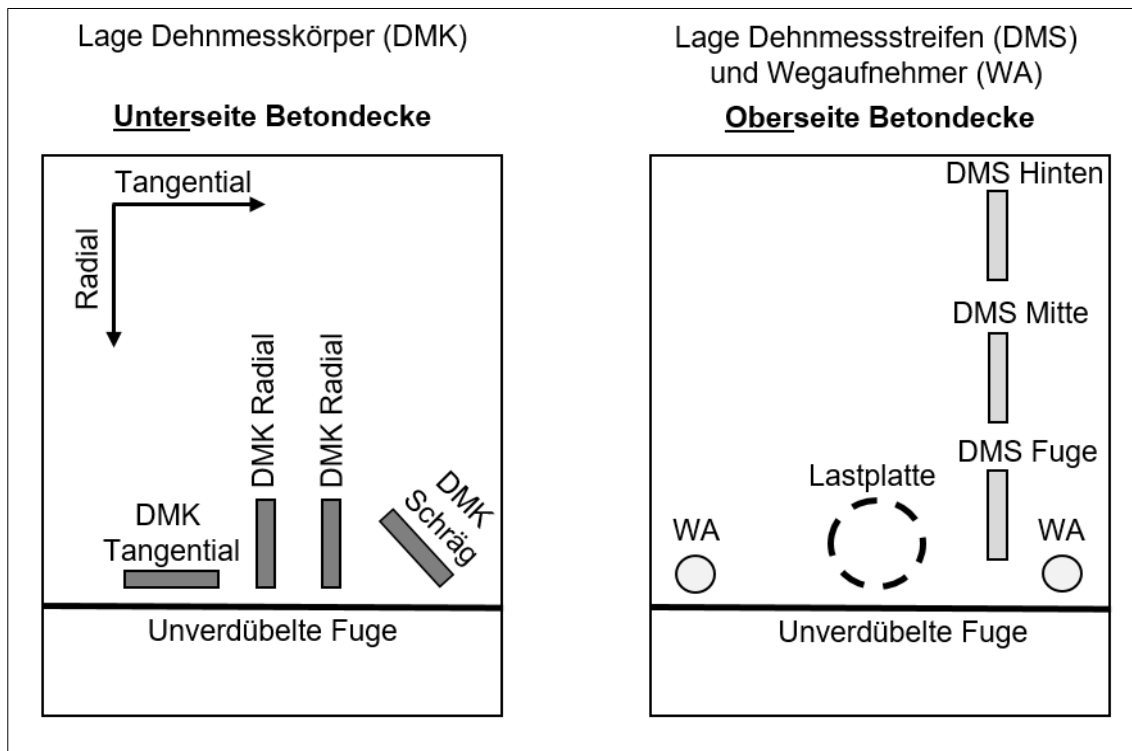 Lage Dehnmesskörper (DMK)
Unterseite Betondecke
Tangential
Radial
DMK Radial
DMK Radial
DMK
Tangential
DMK
Schräg
Unverdübelte Fuge
Lage Dehnmessstreifen (DMS)
und Wegaufnehmer (WA)
Oberseite Betondecke
DMS Hinten
DMS Mitte
DMS Fuge
Lastplatte
WA
WA
Unverdübelte Fuge